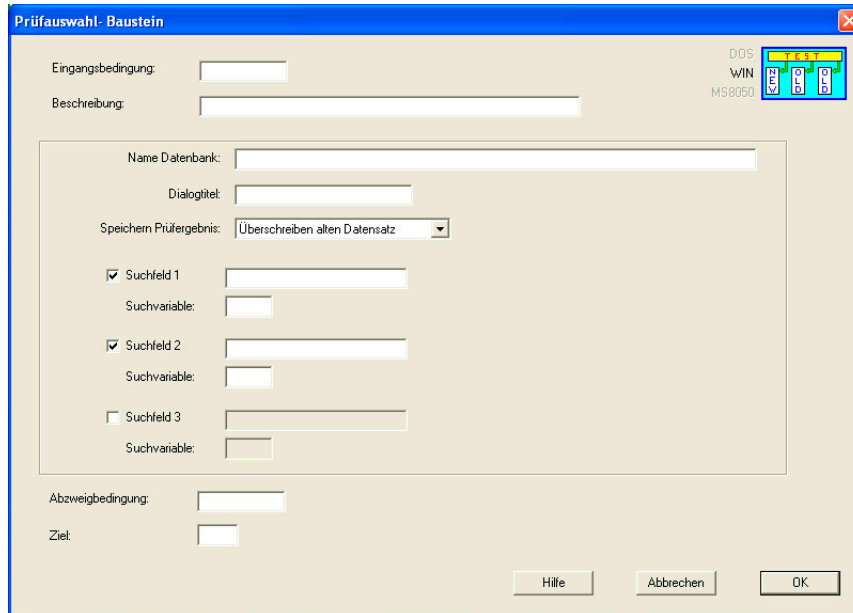 Prüfauswahl- Baustein
Eingangsbedingung:
DOS
WIN
MS8050
TEST
NEW OLD OLD
Beschreibung:
Name Datenbank:
Dialogtitel:
Speichern Prüfergebnis: Überschreiben alten Datensatz
Suchfeld 1
Suchvariable:
Suchfeld 2
Suchvariable:
Suchfeld 3
Suchvariable:
Abzweigbedingung:
Ziel:
Hilfe Abbrechen OK